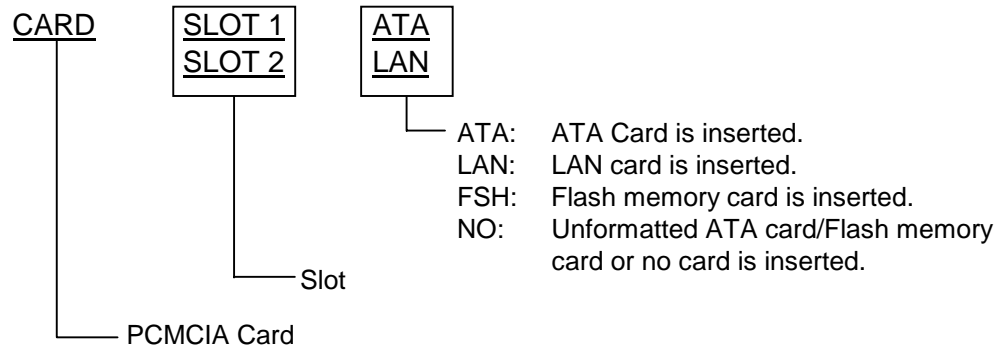 CARD SLOT 1 ATA
SLOT 2 LAN
ATA: ATA Card is inserted.
LAN: LAN card is inserted.
FSH: Flash memory card is inserted.
NO: Unformatted ATA card/Flash memory
card or no card is inserted.
Slot
PCMCIA Card